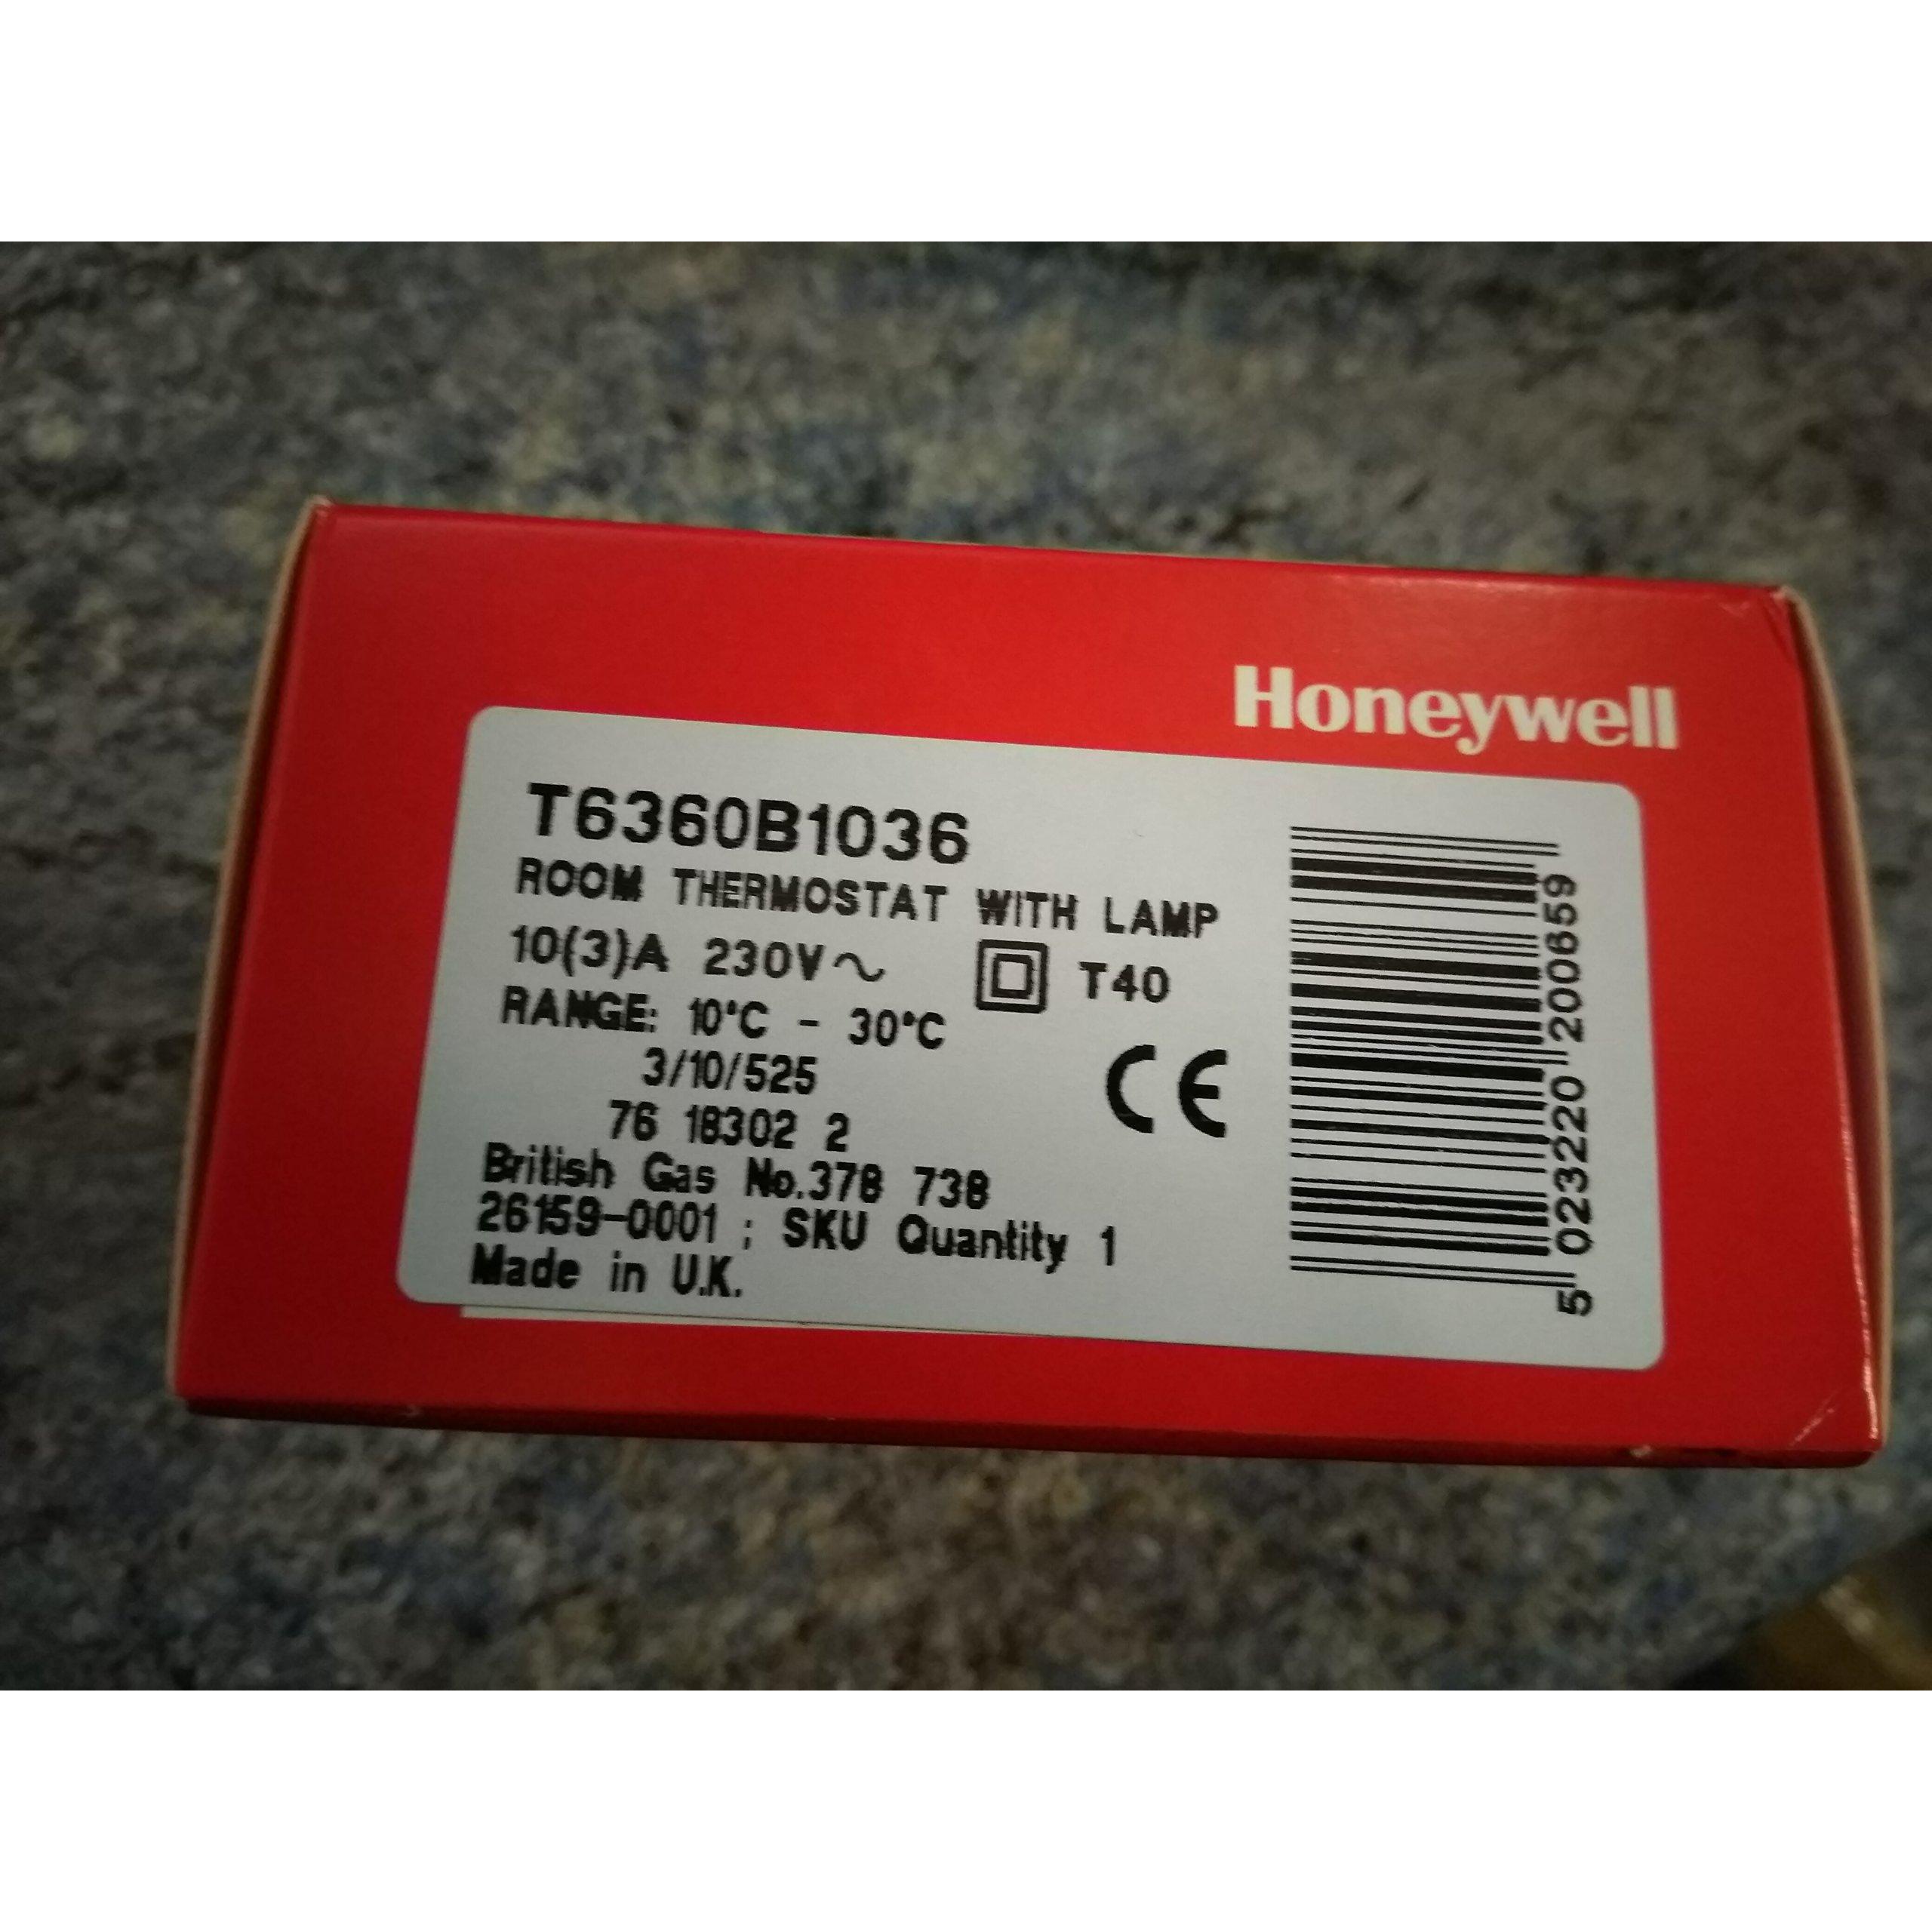 Honeywell
T6360B1036
ROOM THERMOSTAT WITH LAMP
10(3)A 230V~ T40
RANGE: 10°C - 30°C
3/10/525
76 18302 2
British Gas No.378 738
26159-0001 ; SKU Quantity 1
Made in U.K.
CE
5 023220 200659